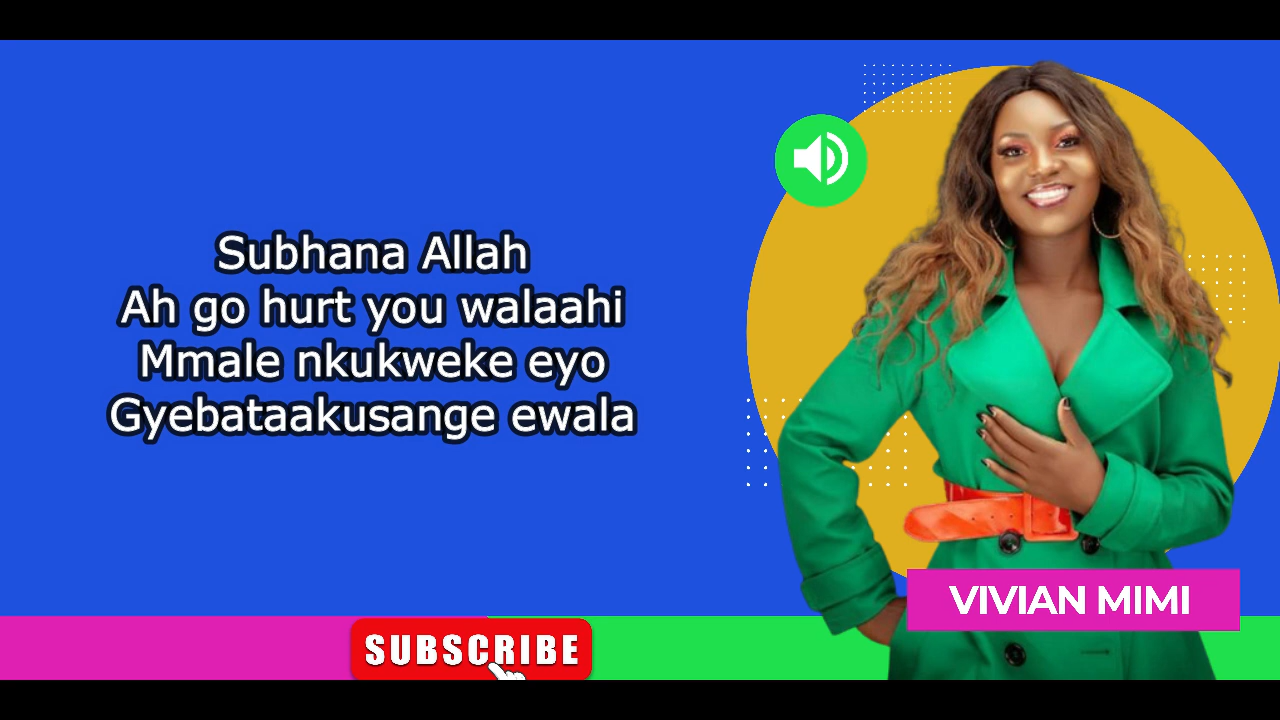 Subhana Allah
Ah go hurt you walaahi
Mmale nkukweke eyo
Gyebataakusange ewala
VIVIAN MIMI
SUBSCRIBE